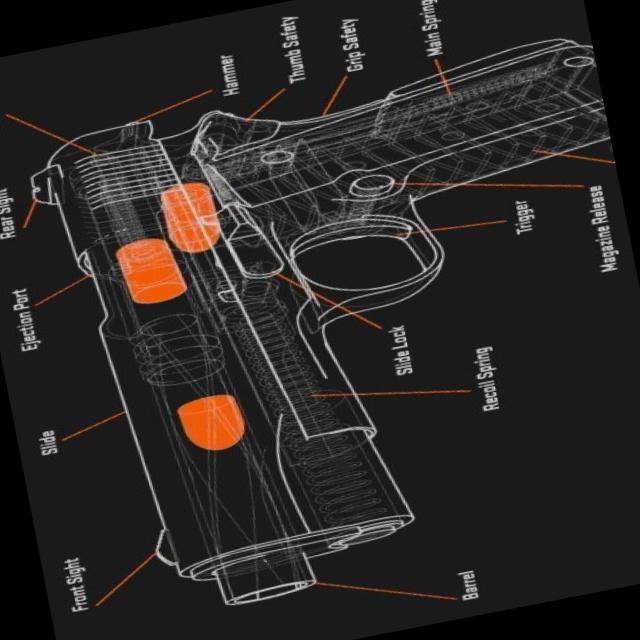 Hammer
Thumb Safety
Grip Safety
Main Spring
Rear Sight
Ejection Port
Slide
Front Sight
Trigger
Magazine Release
Slide Lock
Recoil Spring
Barrel